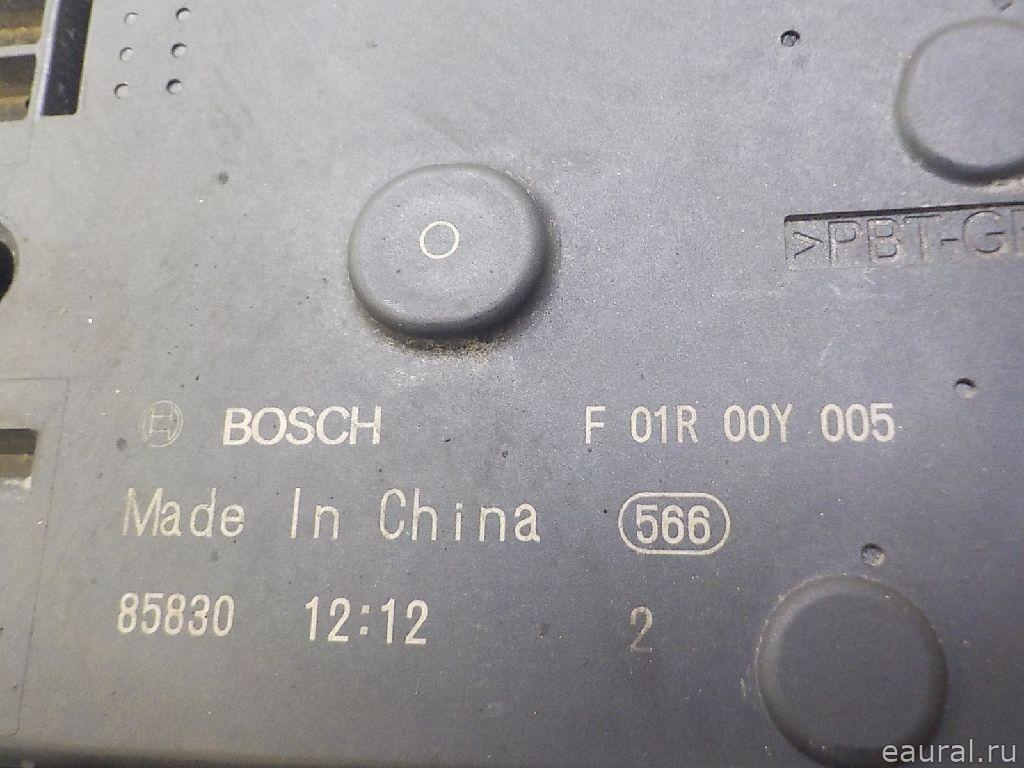 >PBT-G
BOSCH F 01R 00Y 005
Made In China 566
85830 12:12 2
eaural.ru